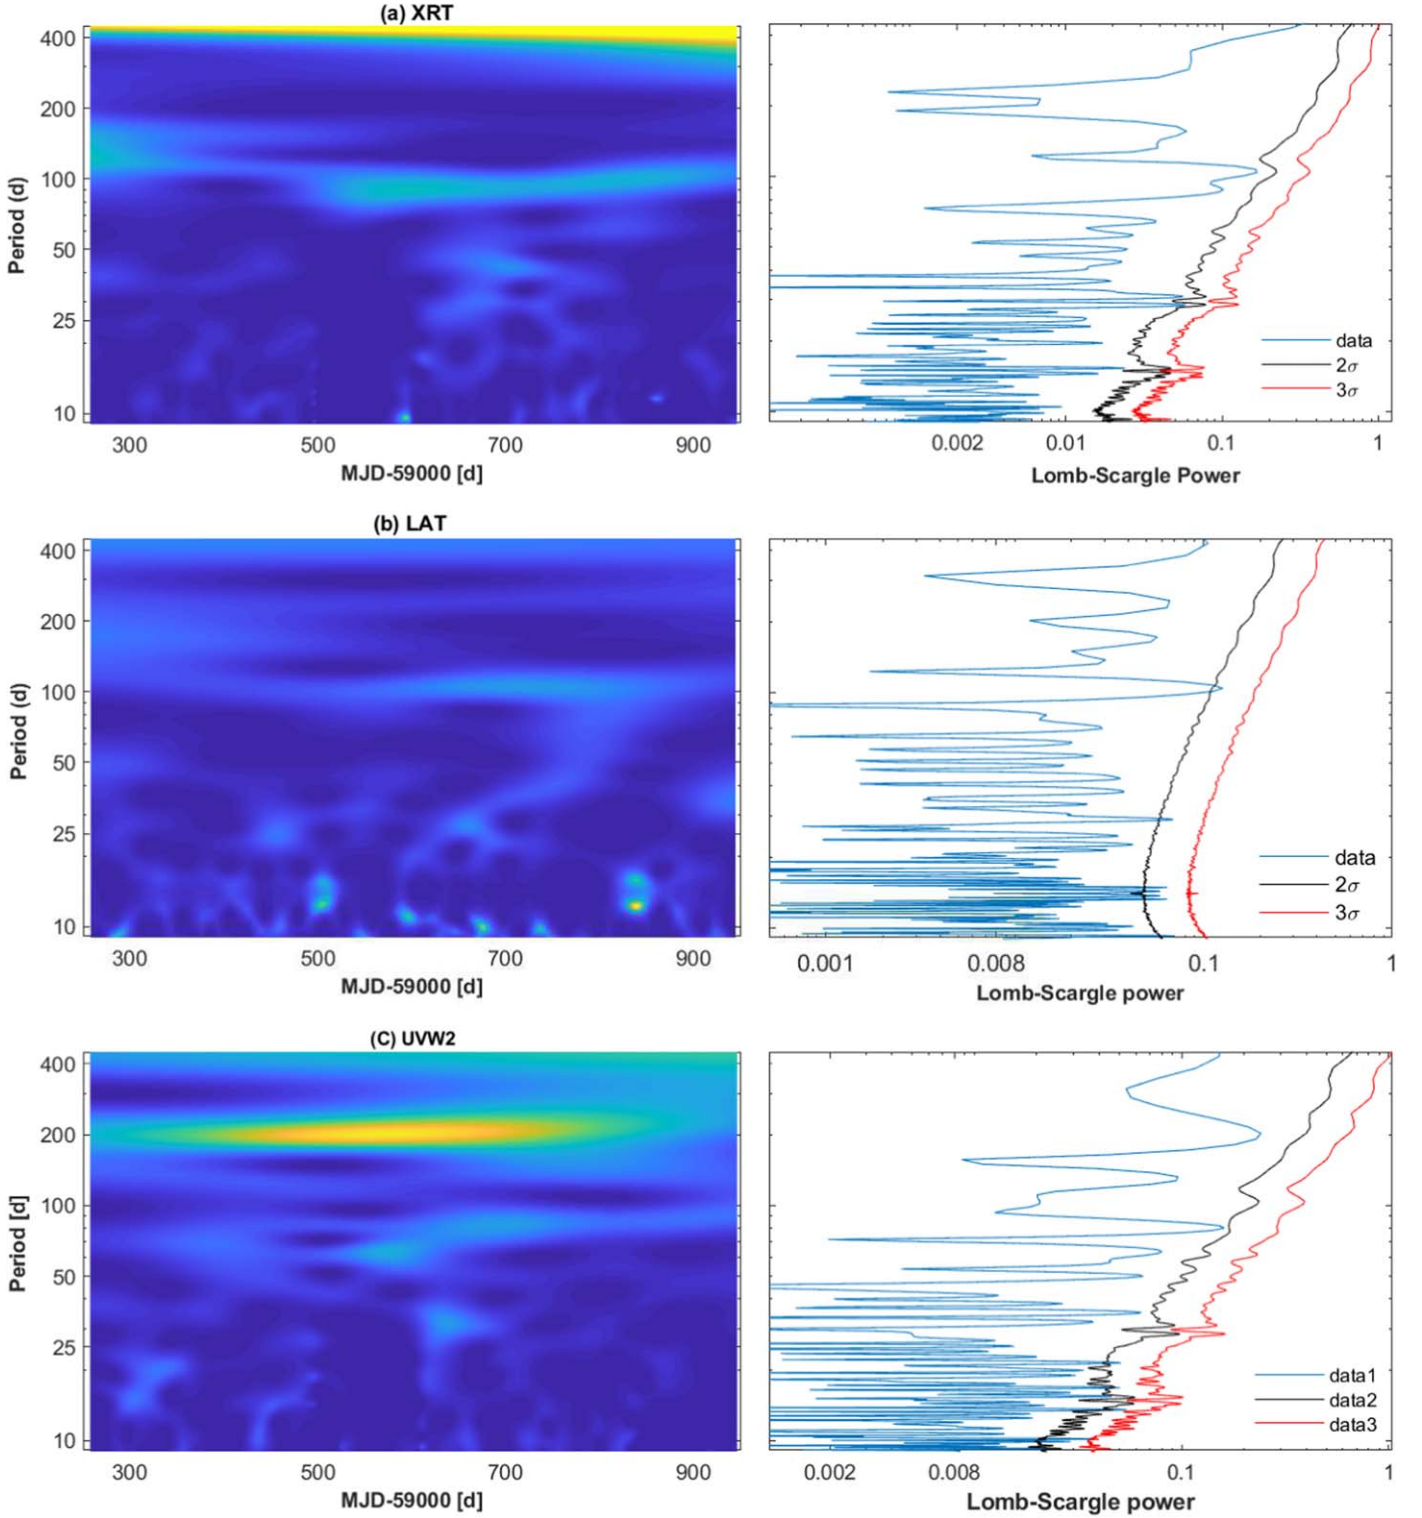 (a) XRT
Period (d)
400
200
100
50
25
10
300 500 700 900
MJD-59000 [d]
data
2σ
3σ
0.002 0.01 0.1 1
Lomb-Scargle Power
(b) LAT
Period (d)
400
200
100
50
25
10
300 500 700 900
MJD-59000 [d]
data
2σ
3σ
0.001 0.008 0.1 1
Lomb-Scargle power
(C) UVW2
Period [d]
400
200
100
50
25
10
300 500 700 900
MJD-59000 [d]
data1
data2
data3
0.002 0.008 0.1 1
Lomb-Scargle power